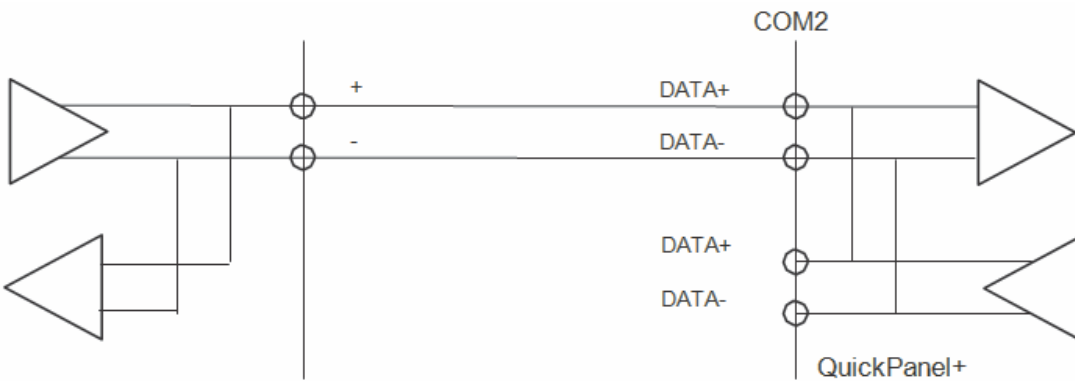 COM2
+
DATA+
-
DATA-
DATA+
DATA-
QuickPanel+